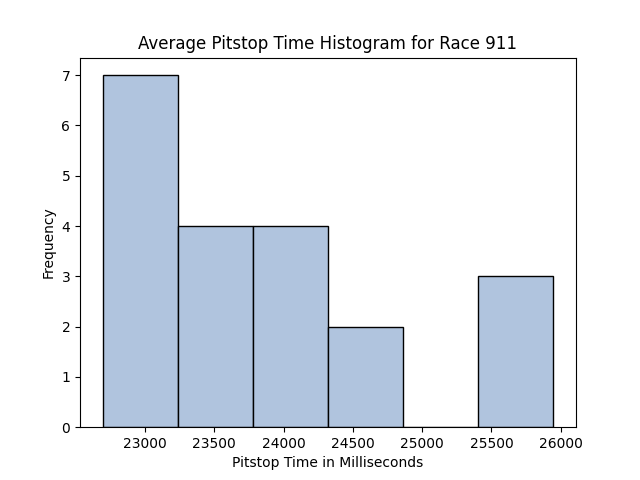 Average Pitstop Time Histogram for Race 911
Frequency
7
6
5
4
3
2
1
0
23000 23500 24000 24500 25000 25500 26000
Pitstop Time in Milliseconds